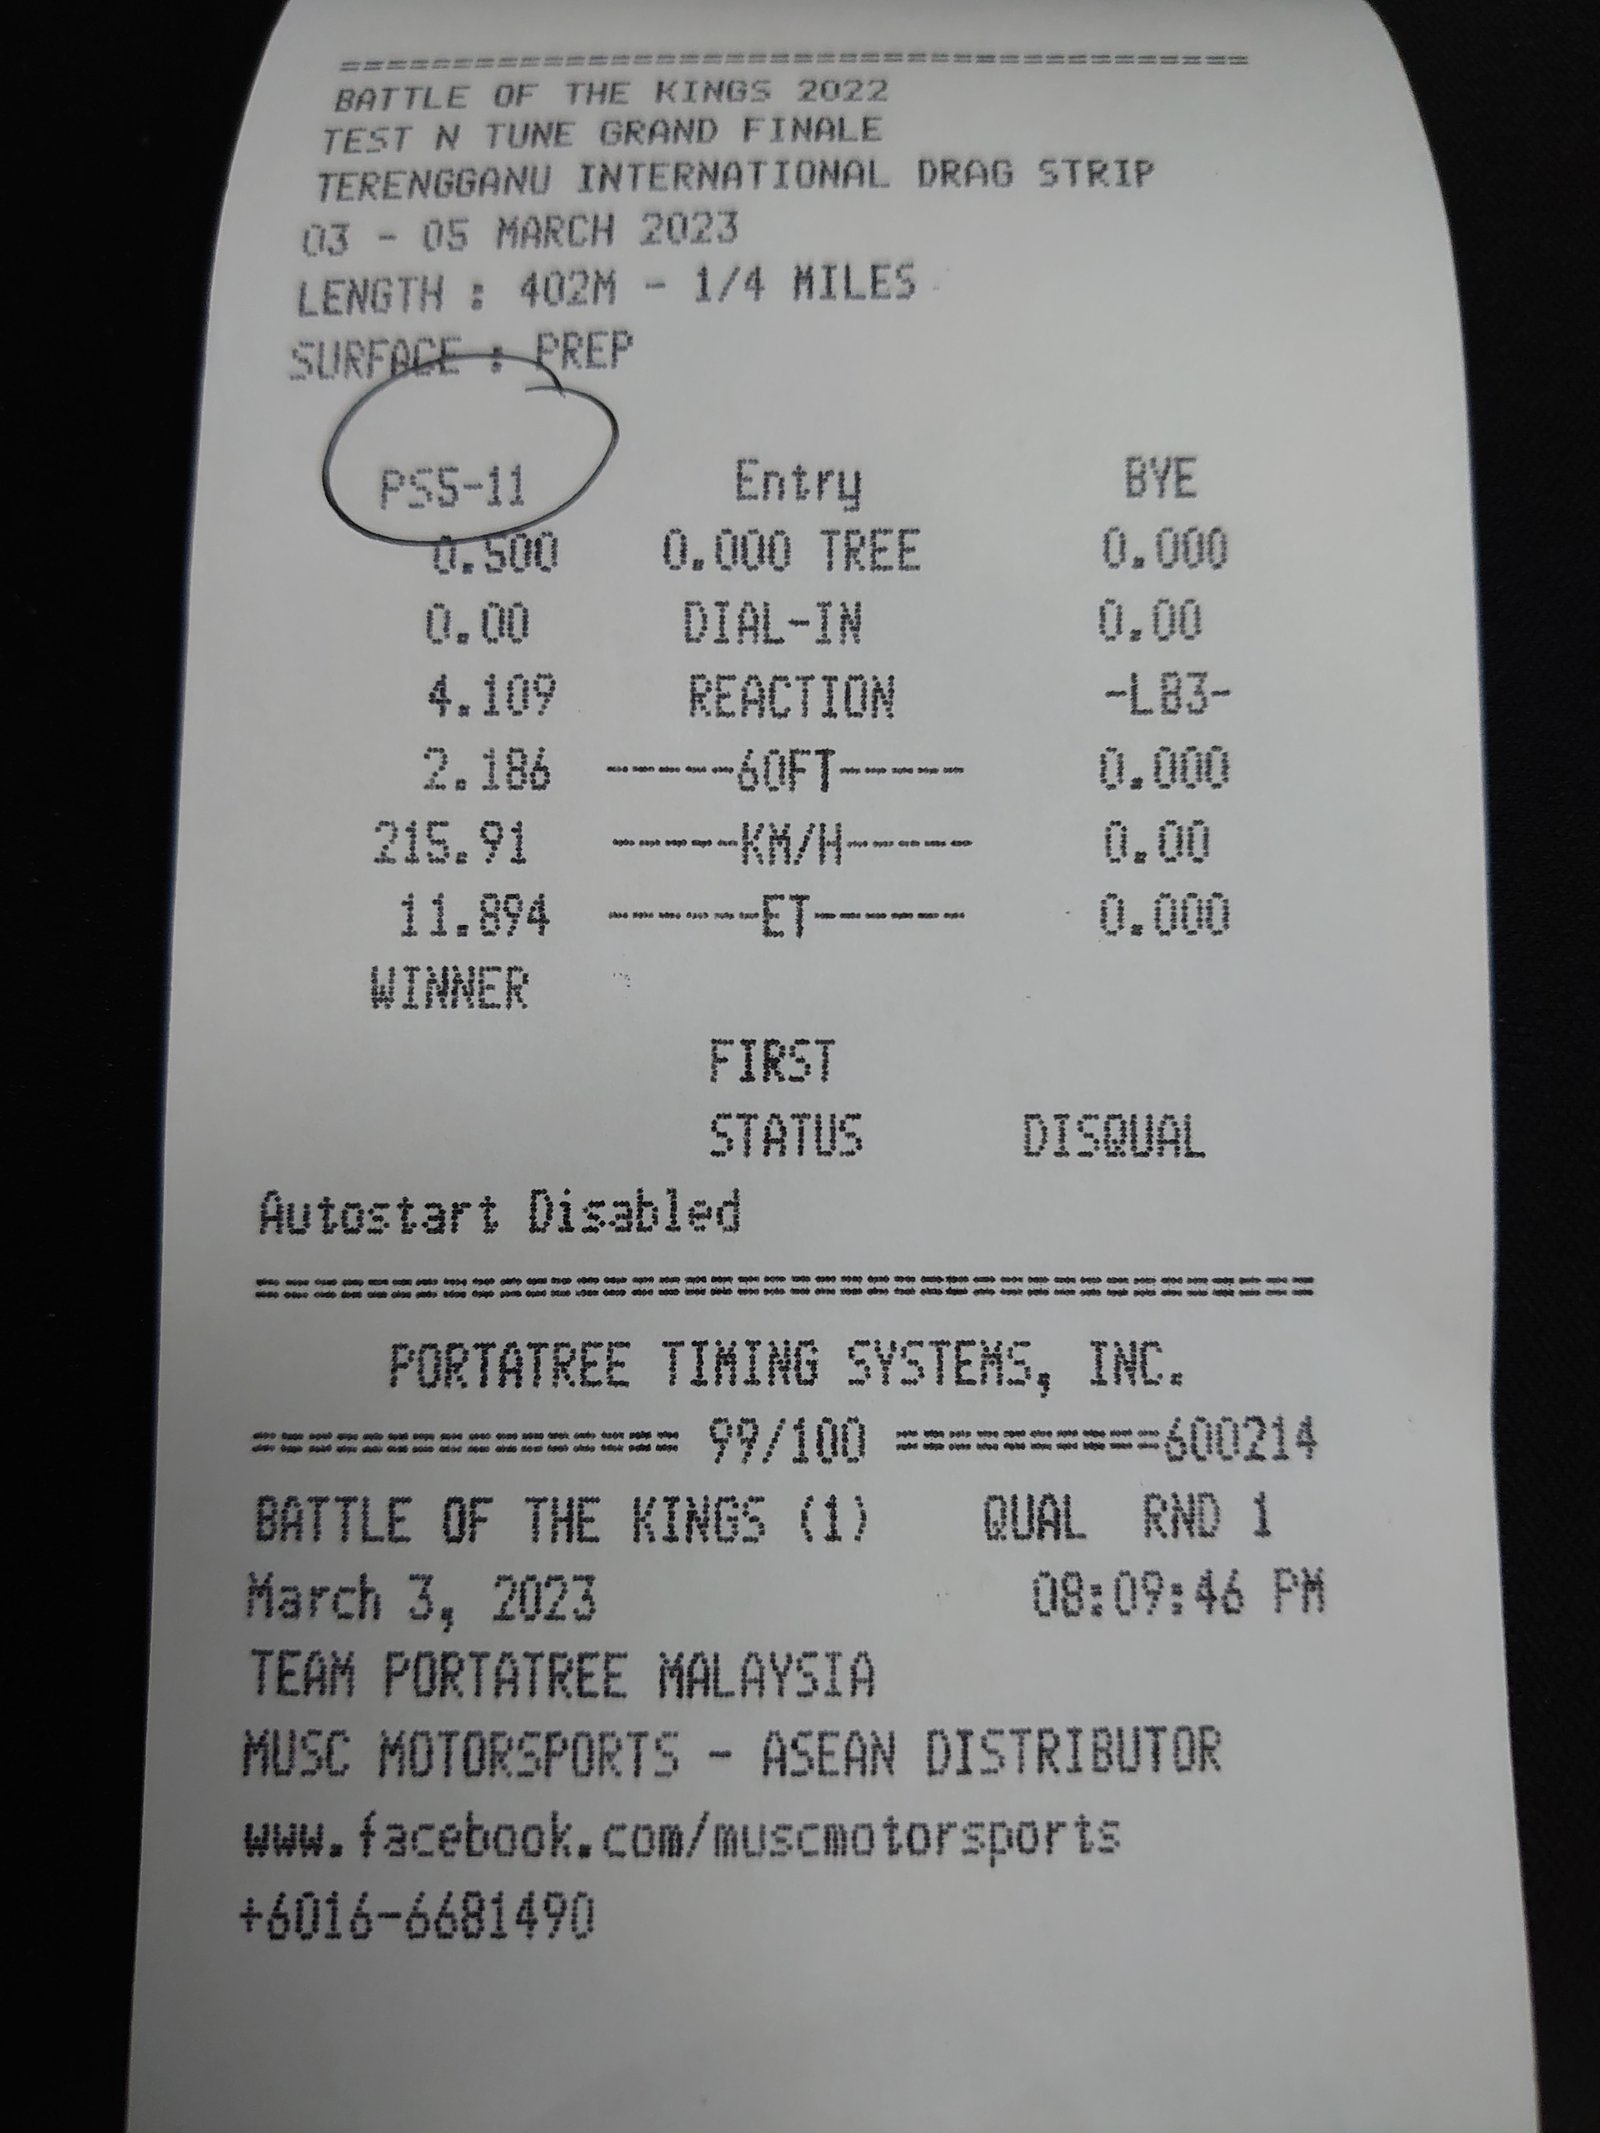 ========================================
BATTLE OF THE KINGS 2022
TEST N TUNE GRAND FINALE
TERENGGANU INTERNATIONAL DRAG STRIP
03 - 05 MARCH 2023
LENGTH : 402M - 1/4 MILES
SURFACE : PREP
PS5-11 Entry BYE
0.500 0.000 TREE 0.000
0.00 DIAL-IN 0.00
4.109 REACTION -LB3-
2.186 -----60FT----- 0.000
215.91 -----KM/H----- 0.00
11.894 ------ET------ 0.000
WINNER
FIRST
STATUS DISQUAL
Autostart Disabled
========================================
PORTATREE TIMING SYSTEMS, INC.
================ 99/100 ==========600214
BATTLE OF THE KINGS (1) QUAL RND 1
March 3, 2023 08:09:46 PM
TEAM PORTATREE MALAYSIA
MUSC MOTORSPORTS - ASEAN DISTRIBUTOR
www.facebook.com/muscmotorsports
+6016-6681490